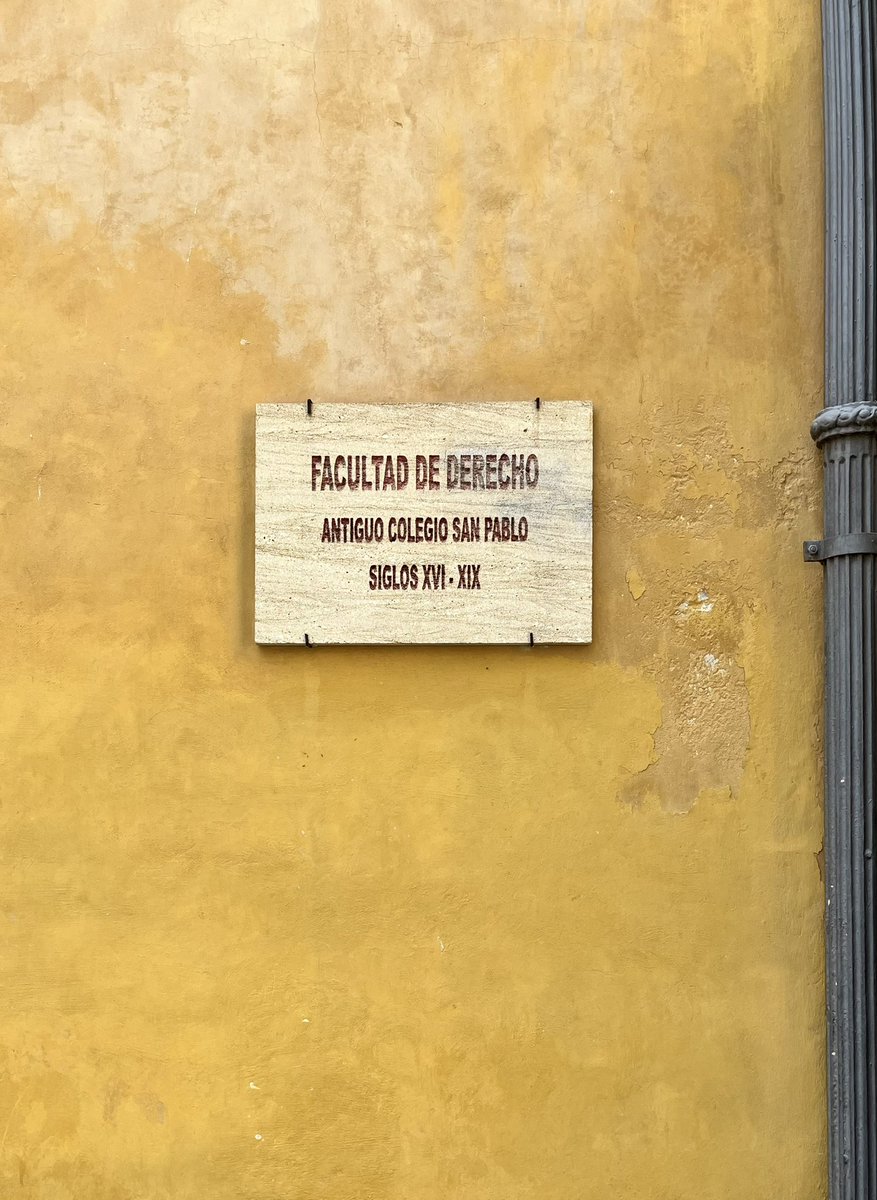 FACULTAD DE DERECHO
ANTIGUO COLEGIO SAN PABLO
SIGLOS XVI - XIX